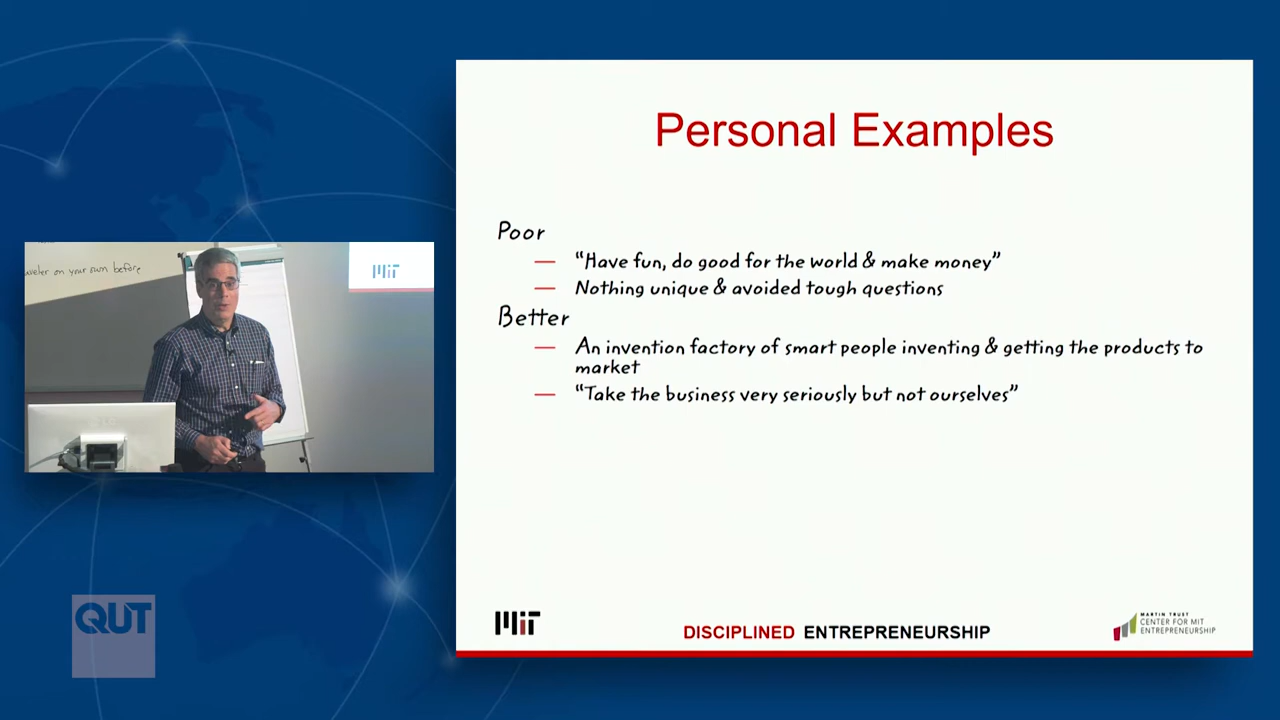 Personal Examples
Poor
— "Have fun, do good for the world & make money"
— Nothing unique & avoided tough questions
Better
— An invention factory of smart people inventing & getting the products to
market
— "Take the business very seriously but not ourselves"
on your own before
MIT
QUT
MIT
DISCIPLINED ENTREPRENEURSHIP
MARTIN TRUST
CENTER FOR MIT
ENTREPRENEURSHIP